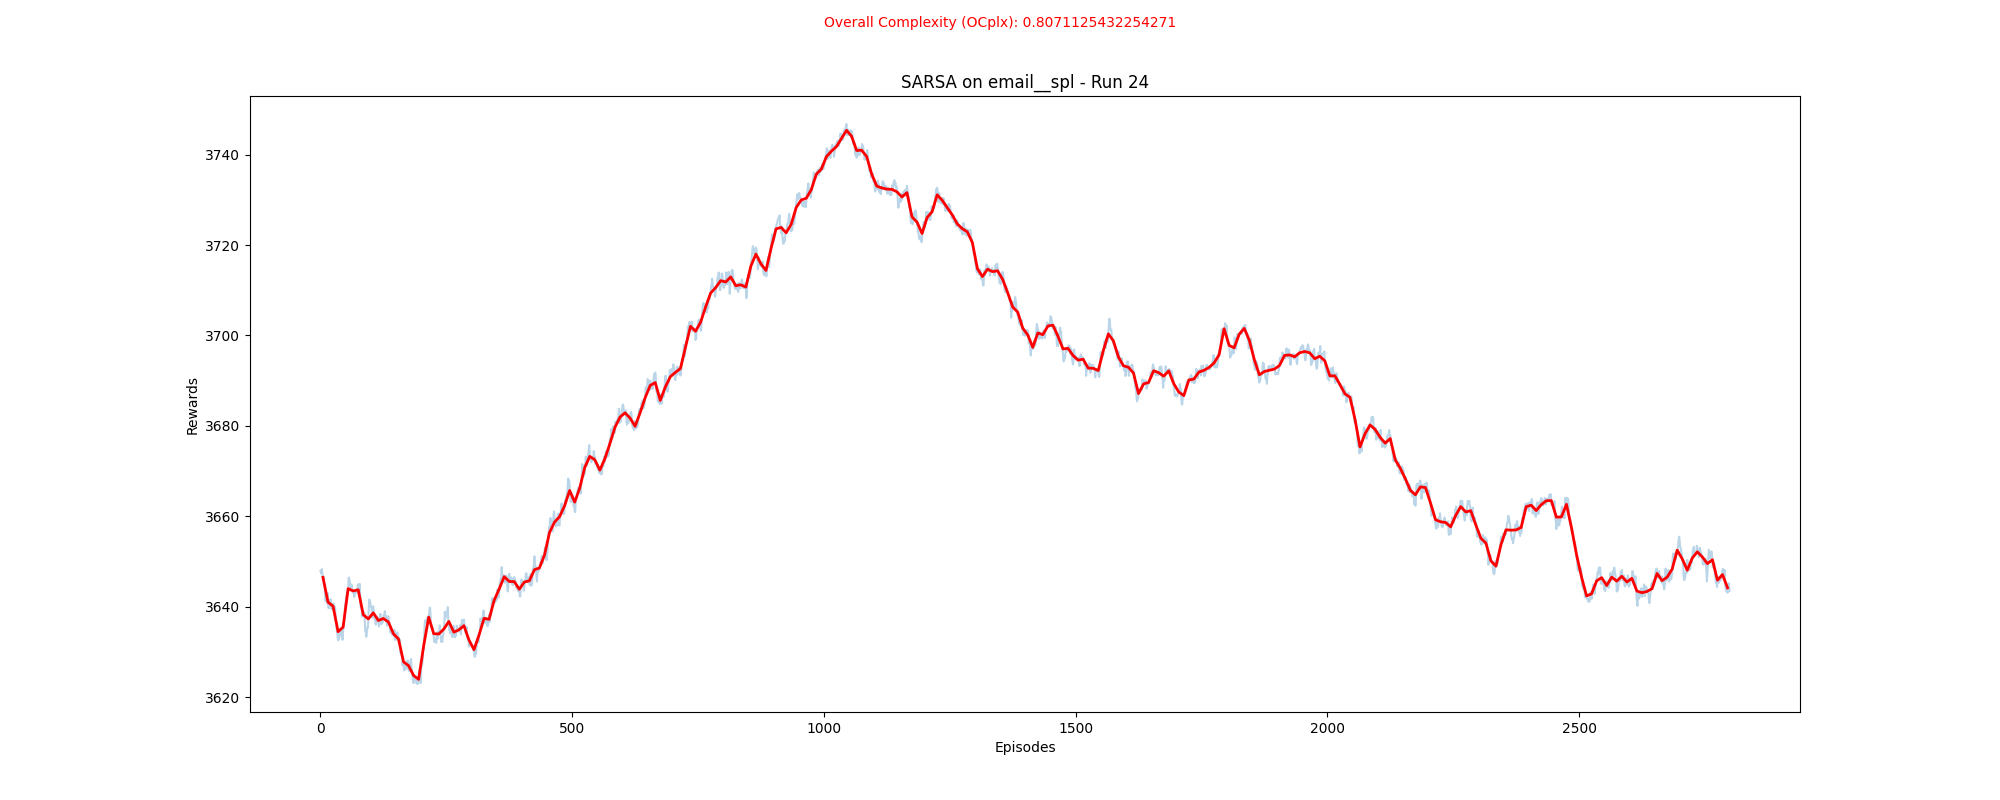 Overall Complexity (OCplx): 0.8071125432254271
SARSA on email__spl - Run 24
3740
3720
3700
3680
3660
3640
3620
Rewards
0 500 1000 1500 2000 2500
Episodes